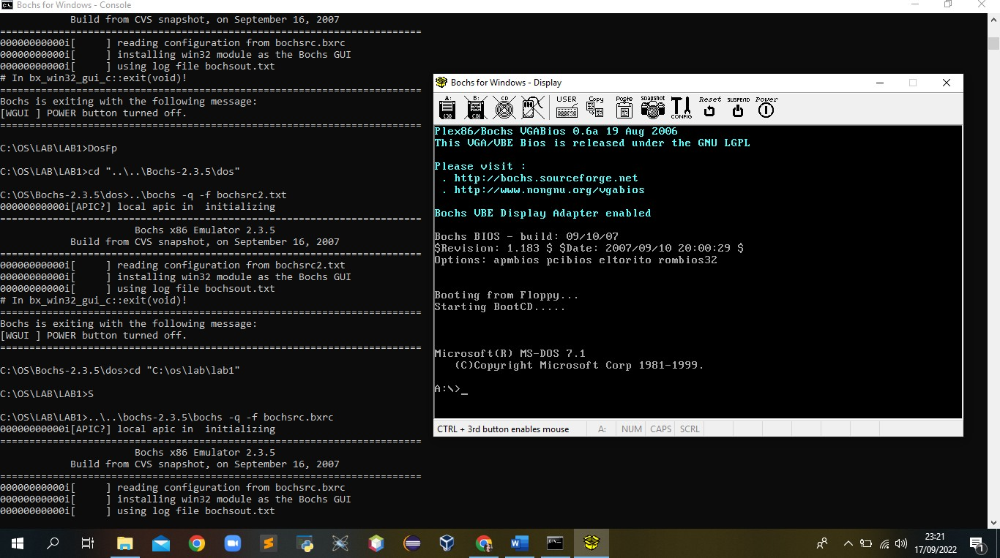 Bochs for Windows - Console
Build from CVS snapshot, on September 16, 2007
========================================================================
00000000000i[     ] reading configuration from bochsrc.bxrc
00000000000i[     ] installing win32 module as the Bochs GUI
00000000000i[     ] using log file bochsout.txt
# In bx_win32_gui_c::exit(void)!
========================================================================
Bochs is exiting with the following message:
[WGUI ] POWER button turned off.
========================================================================
C:\OS\LAB\LAB1>DosFp
C:\OS\LAB\LAB1>cd "..\..\Bochs-2.3.5\dos"
C:\OS\Bochs-2.3.5\dos>..\bochs -q -f bochsrc2.txt
00000000000i[APIC?] local apic in  initializing
========================================================================
Bochs x86 Emulator 2.3.5
Build from CVS snapshot, on September 16, 2007
========================================================================
00000000000i[     ] reading configuration from bochsrc2.txt
00000000000i[     ] installing win32 module as the Bochs GUI
00000000000i[     ] using log file bochsout.txt
# In bx_win32_gui_c::exit(void)!
========================================================================
Bochs is exiting with the following message:
[WGUI ] POWER button turned off.
========================================================================
C:\OS\Bochs-2.3.5\dos>cd "C:\os\lab\lab1"
C:\OS\LAB\LAB1>S
C:\OS\LAB\LAB1>..\..\bochs-2.3.5\bochs -q -f bochsrc.bxrc
00000000000i[APIC?] local apic in  initializing
========================================================================
Bochs x86 Emulator 2.3.5
Build from CVS snapshot, on September 16, 2007
========================================================================
00000000000i[     ] reading configuration from bochsrc.bxrc
00000000000i[     ] installing win32 module as the Bochs GUI
00000000000i[     ] using log file bochsout.txt
Bochs for Windows - Display
A: B: CD USER Copy Paste snapshot CONFIG Reset SUSPEND Power
Plex86/Bochs VGABios 0.6a 19 Aug 2006
This VGA/VBE Bios is released under the GNU LGPL
Please visit :
. http://bochs.sourceforge.net
. http://www.nongnu.org/vgabios
Bochs VBE Display Adapter enabled
Bochs BIOS - build: 09/10/07
$Revision: 1.183 $ $Date: 2007/09/10 20:00:29 $
Options: apmbios pcibios eltorito rombios32
Booting from Floppy...
Starting BootCD.....
Microsoft(R) MS-DOS 7.1
(C)Copyright Microsoft Corp 1981-1999.
A:\>_
CTRL + 3rd button enables mouse A: NUM CAPS SCRL
23:21
17/09/2022
1